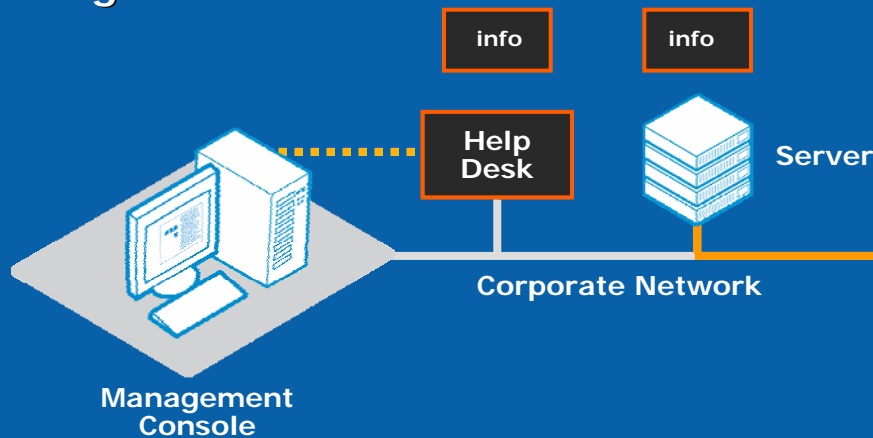 info
info
Help
Desk
Server
Corporate Network
Management
Console